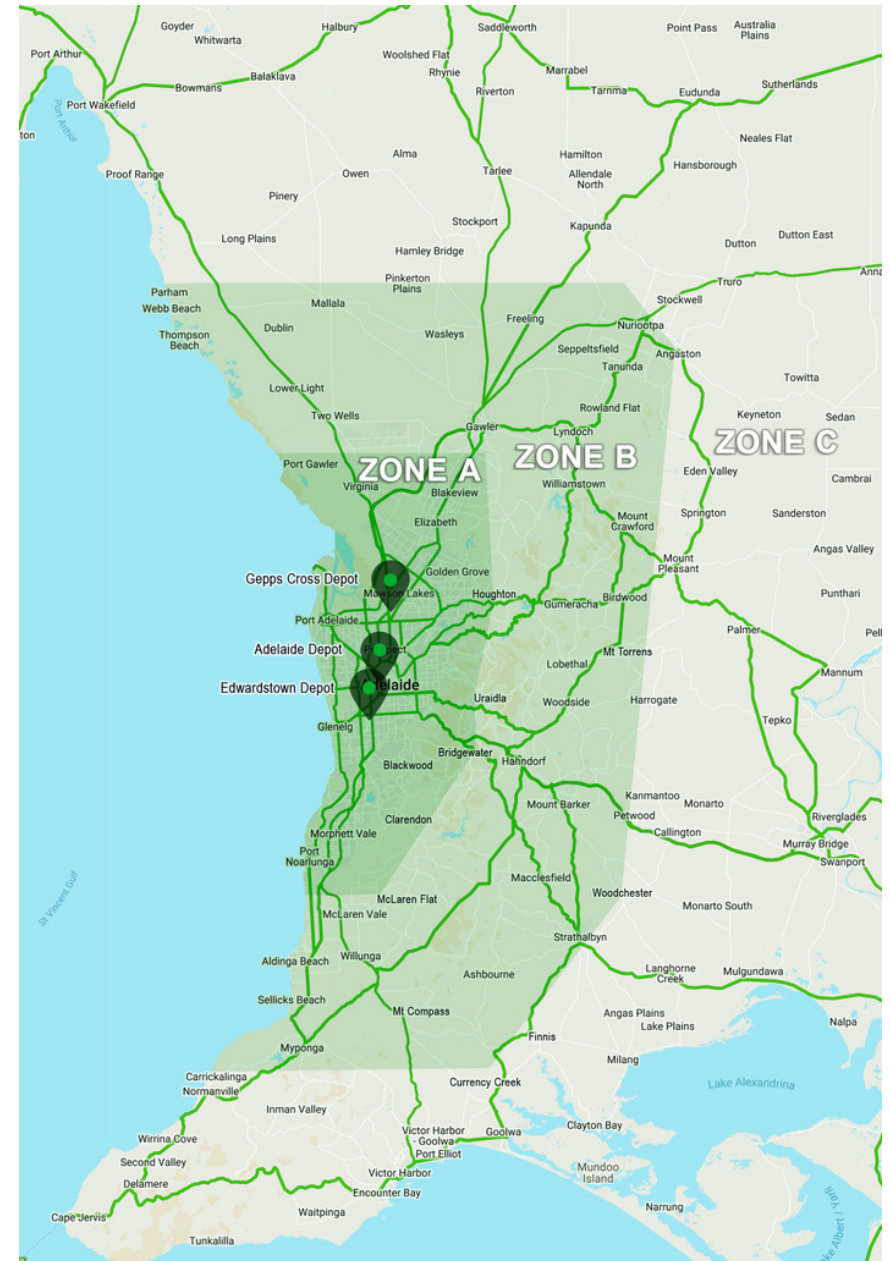 Goyder
Halbury
Saddleworth
Point Pass
Australia
Plains
Whitwarta
Port Arthur
Woolshed Flat
Rhynie
Balaklava
Marrabel
Bowmans
Riverton
Tarnma
Eudunda
Sutherlands
Port Wakefield
Port Arthur
ton
Neales Flat
Alma
Hamilton
Hansborough
Proof Range
Owen
Tarlee
Allendale
North
Pinery
Stockport
Kapunda
Long Plains
Dutton
Dutton East
Hamley Bridge
Pinkerton
Plains
Truro
Anna
Parham
Mallala
Stockwell
Webb Beach
Freeling
Nuriootpa
Dublin
Wasleys
Thompson
Beach
Seppeltsfield
Angaston
Tanunda
Towitta
Lower Light
Rowland Flat
Two Wells
Keyneton
Sedan
Gawler
Lyndoch
ZONE A
ZONE B
ZONE C
Port Gawler
Eden Valley
Cambrai
Virginia
Blakeview
Williamstown
Elizabeth
Mount
Crawford
Springton
Sanderston
Angas Valley
Mount
Pleasant
Gepps Cross Depot
Golden Grove
Mawson Lakes
Houghton
Birdwood
Punthari
Gumeracha
Port Adelaide
Palmer
Pell
Adelaide Depot
Mt Torrens
Lobethal
Mannum
Edwardstown Depot
Adelaide
Uraidla
Woodside
Harrogate
Tepko
Glenelg
Bridgewater
Hahndorf
Blackwood
Kanmantoo
Mount Barker
Monarto
Petwood
Riverglades
Clarendon
Callington
Morphett Vale
Murray Bridge
Port
Noarlunga
Swanport
Macclesfield
Woodchester
St Vincent Gulf
McLaren Flat
Monarto South
McLaren Vale
Strathalbyn
Aldinga Beach
Willunga
Langhorne
Creek
Mulgundawa
Ashbourne
Sellicks Beach
Mt Compass
Angas Plains
Lake Plains
Nalpa
Finnis
Myponga
Milang
Carrickalinga
Currency Creek
Lake Alexandrina
Normanville
Inman Valley
Clayton Bay
Wirrina Cove
Victor Harbor
- Goolwa
Goolwa
Port Elliot
Second Valley
Mundoo
Island
Delamere
Victor Harbor
Encounter Bay
Narrung
Cape Jervis
Waitpinga
Tunkalilla